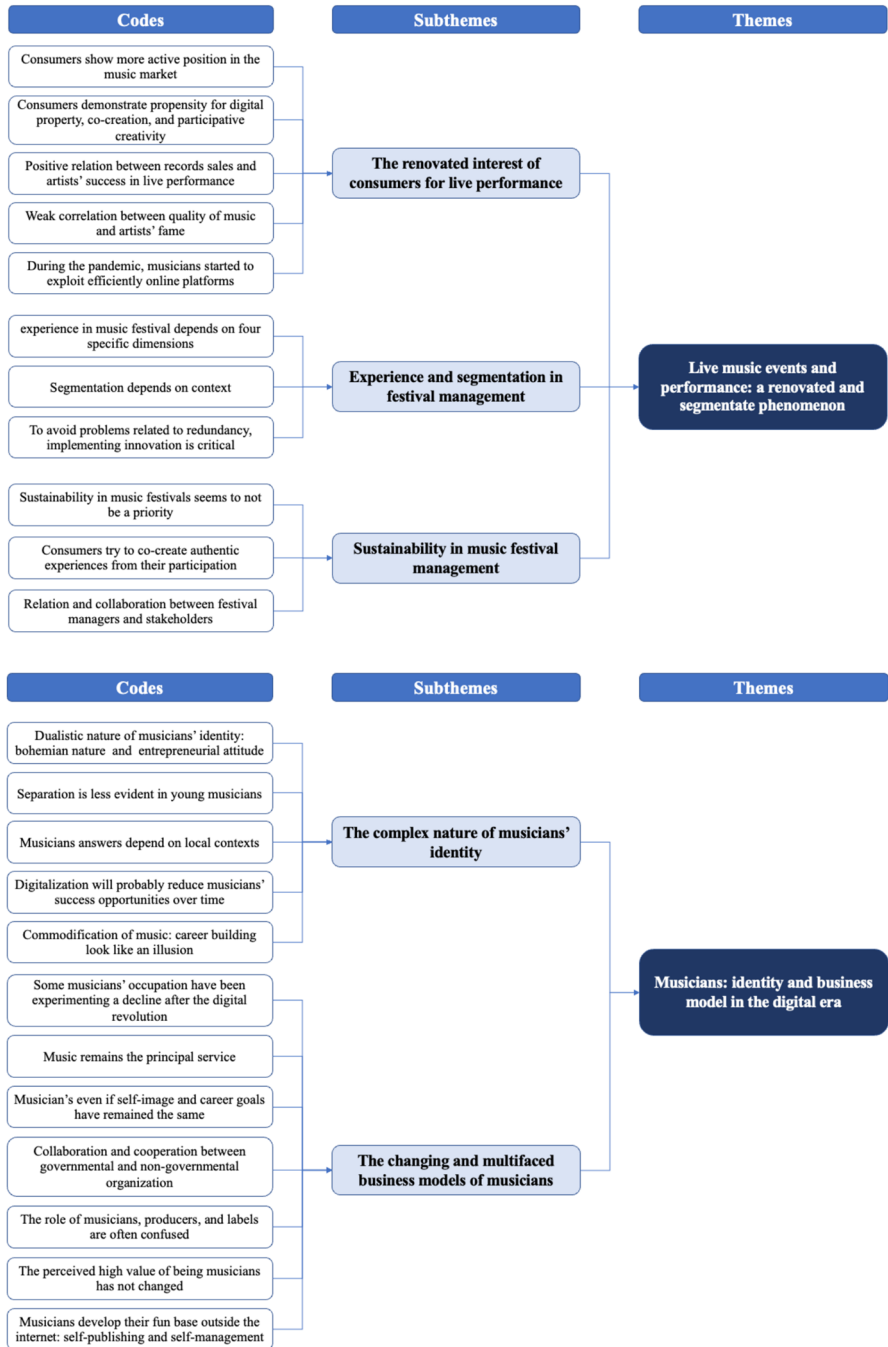 Codes
Subthemes
Themes
Consumers show more active position in the
music market
Consumers demonstrate propensity for digital
property, co-creation, and participative
creativity
Positive relation between records sales and
artists' success in live performance
Weak correlation between quality of music
and artists' fame
During the pandemic, musicians started to
exploit efficiently online platforms
The renovated interest of
consumers for live performance
experience in music festival depends on four
specific dimensions
Segmentation depends on context
To avoid problems related to redundancy,
implementing innovation is critical
Experience and segmentation in
festival management
Sustainability in music festivals seems to not
be a priority
Consumers try to co-create authentic
experiences from their participation
Relation and collaboration between festival
managers and stakeholders
Sustainability in music festival
management
Live music events and
performance: a renovated and
segmentate phenomenon
Codes
Subthemes
Themes
Dualistic nature of musicians' identity:
bohemian nature and entrepreneurial attitude
Separation is less evident in young musicians
Musicians answers depend on local contexts
Digitalization will probably reduce musicians'
success opportunities over time
Commodification of music: career building
look like an illusion
The complex nature of musicians'
identity
Some musicians' occupation have been
experimenting a decline after the digital
revolution
Music remains the principal service
Musician's even if self-image and career goals
have remained the same
Collaboration and cooperation between
governmental and non-governmental
organization
The role of musicians, producers, and labels
are often confused
The perceived high value of being musicians
has not changed
Musicians develop their fun base outside the
internet: self-publishing and self-management
The changing and multifaced
business models of musicians
Musicians: identity and business
model in the digital era